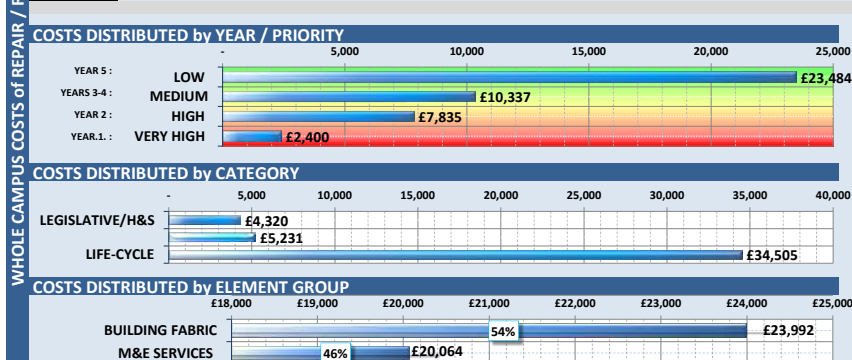 WHOLE CAMPUS COSTS of REPAIR /
COSTS DISTRIBUTED by YEAR / PRIORITY
- 5,000 10,000 15,000 20,000 25,000
YEAR 5 : LOW £23,484
YEARS 3-4 : MEDIUM £10,337
YEAR 2 : HIGH £7,835
YEAR.1. : VERY HIGH £2,400
COSTS DISTRIBUTED by CATEGORY
- 5,000 10,000 15,000 20,000 25,000 30,000 35,000 40,000
LEGISLATIVE/H&S £4,320
£5,231
LIFE-CYCLE £34,505
COSTS DISTRIBUTED by ELEMENT GROUP
£18,000 £19,000 £20,000 £21,000 £22,000 £23,000 £24,000 £25,000
BUILDING FABRIC 54% £23,992
M&E SERVICES 46% £20,064